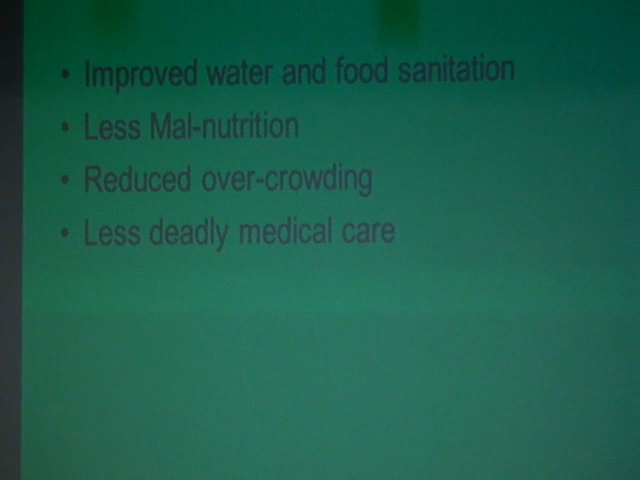 • Improved water and food sanitation
• Less Mal-nutrition
• Reduced over-crowding
• Less deadly medical care